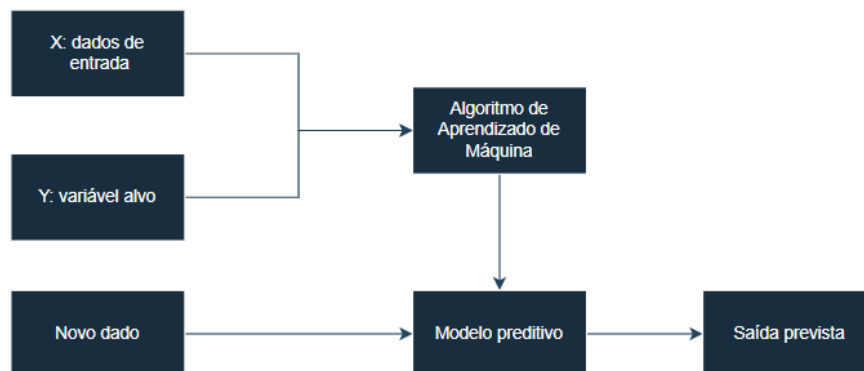 X: dados de
entrada
Algoritmo de
Aprendizado de
Máquina
Y: variável alvo
Novo dado
Modelo preditivo
Saída prevista